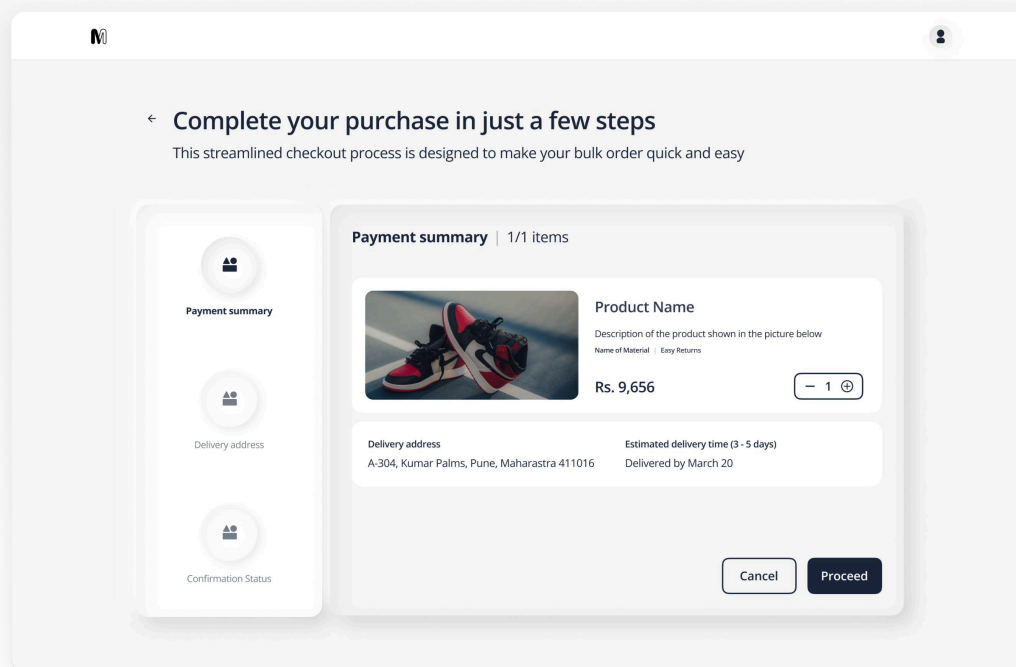 M
Complete your purchase in just a few steps
This streamlined checkout process is designed to make your bulk order quick and easy
Payment summary | 1/1 items
Payment summary
Delivery address
Confirmation Status
Product Name
Description of the product shown in the picture below
Name of Material | Easy Returns
Rs. 9,656
− 1 +
Delivery address
A-304, Kumar Palms, Pune, Maharastra 411016
Estimated delivery time (3 - 5 days)
Delivered by March 20
Cancel
Proceed